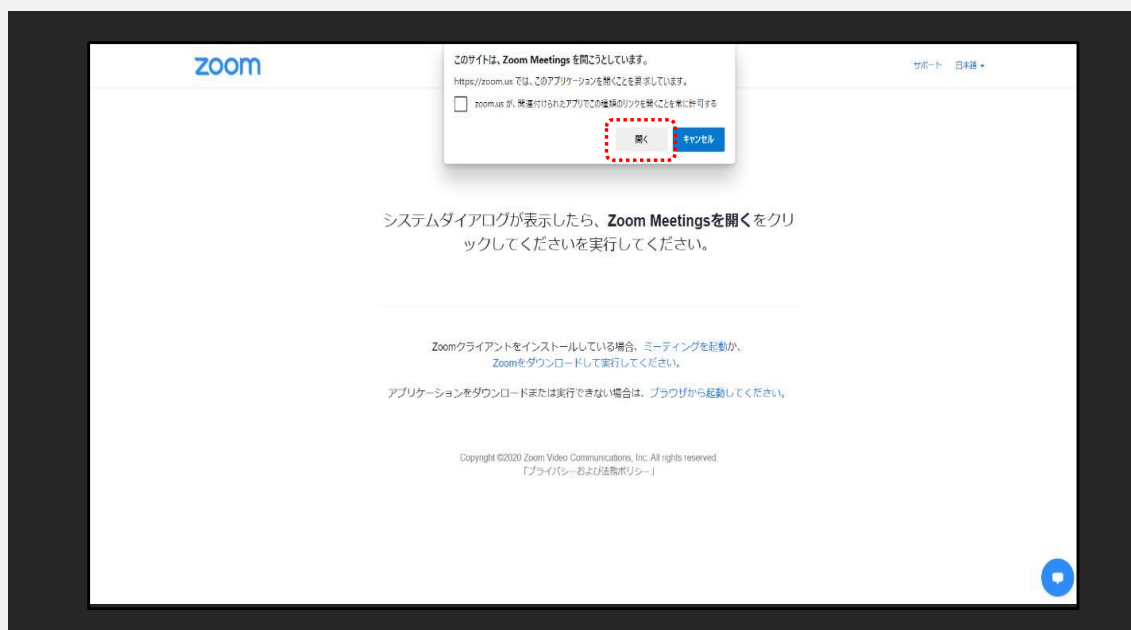 zoom
サポート 日本語
このサイトは、Zoom Meetings を開こうとしています。
https://zoom.us では、このアプリケーションを開くことを要求しています。
zoom.us が、関連付けられたアプリでこの種類のリンクを開くことを常に許可する
開く キャンセル
システムダイアログが表示したら、Zoom Meetingsを開くをクリ
ックしてくださいを実行してください。
Zoomクライアントをインストールしている場合、ミーティングを起動か、
Zoomをダウンロードして実行してください。
アプリケーションをダウンロードまたは実行できない場合は、ブラウザから起動してください。
Copyright ©2020 Zoom Video Communications, Inc. All rights reserved.
「プライバシーおよび法務ポリシー」